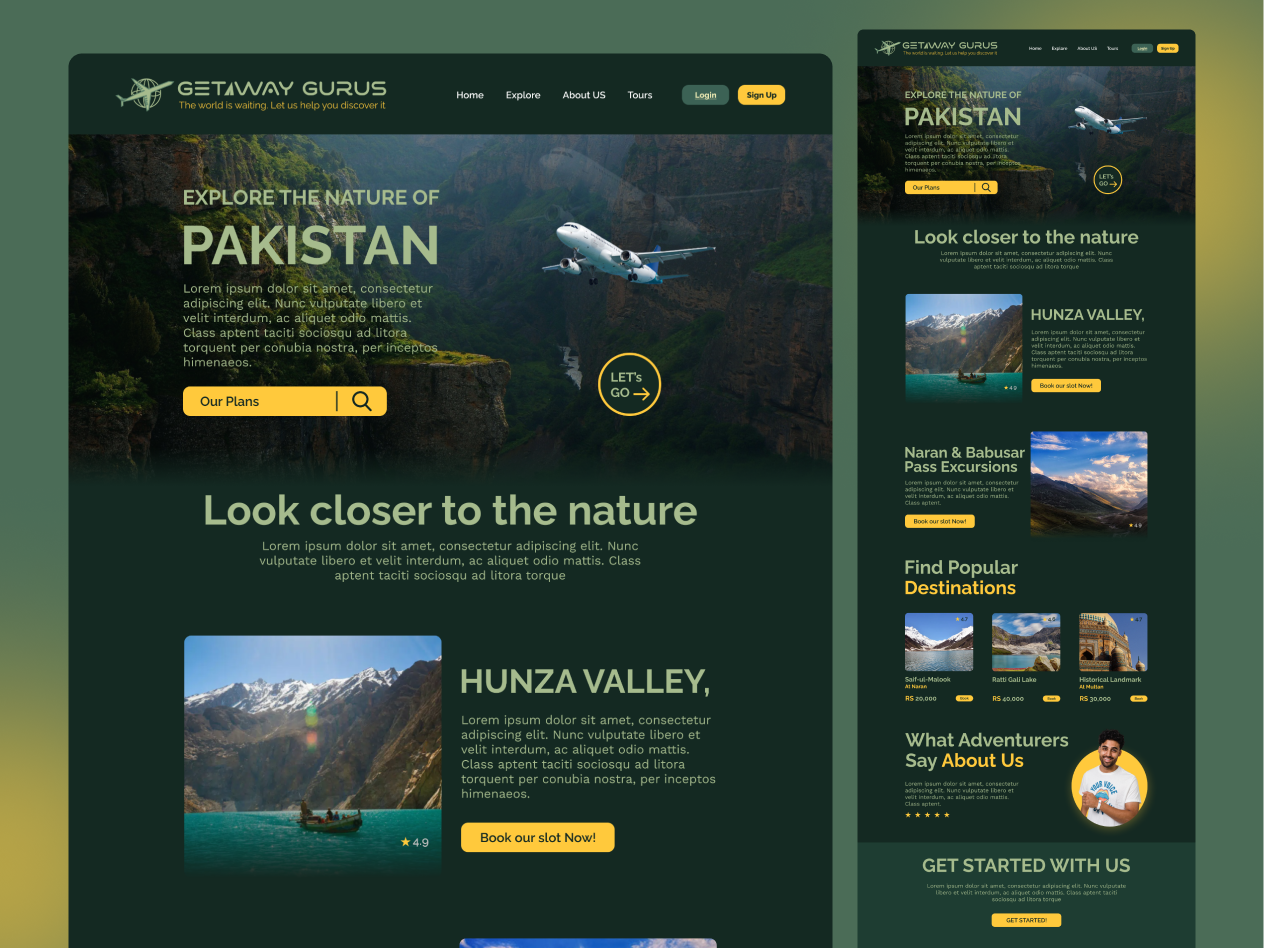 GETAWAY GURUS
The world is waiting. Let us help you discover it
Home Explore About US Tours Login Sign Up
EXPLORE THE NATURE OF
PAKISTAN
Lorem ipsum dolor sit amet, consectetur
adipiscing elit. Nunc vulputate libero et
velit interdum, ac aliquet odio mattis.
Class aptent taciti sociosqu ad litora
torquent per conubia nostra, per inceptos
himenaeos.
Our Plans
LET's
GO
Look closer to the nature
Lorem ipsum dolor sit amet, consectetur adipiscing elit. Nunc
vulputate libero et velit interdum, ac aliquet odio mattis. Class
aptent taciti sociosqu ad litora torque
4.9
HUNZA VALLEY,
Lorem ipsum dolor sit amet, consectetur
adipiscing elit. Nunc vulputate libero et
velit interdum, ac aliquet odio mattis.
Class aptent taciti sociosqu ad litora
torquent per conubia nostra, per inceptos
himenaeos.
Book our slot Now!
GETAWAY GURUS
The world is waiting. Let us help you discover it
Home Explore About US Tours Login Sign Up
EXPLORE THE NATURE OF
PAKISTAN
Lorem ipsum dolor sit amet, consectetur
adipiscing elit. Nunc vulputate libero et
velit interdum, ac aliquet odio mattis.
Class aptent taciti sociosqu ad litora
torquent per conubia nostra, per inceptos
himenaeos.
Our Plans
LET's
GO
Look closer to the nature
Lorem ipsum dolor sit amet, consectetur adipiscing elit. Nunc
vulputate libero et velit interdum, ac aliquet odio mattis. Class
aptent taciti sociosqu ad litora torque
4.9
HUNZA VALLEY,
Lorem ipsum dolor sit amet, consectetur
adipiscing elit. Nunc vulputate libero et
velit interdum, ac aliquet odio mattis.
Class aptent taciti sociosqu ad litora
torquent per conubia nostra, per inceptos
himenaeos.
Book our slot Now!
Naran & Babusar
Pass Excursions
Lorem ipsum dolor sit amet, consectetur
adipiscing elit. Nunc vulputate libero et
velit interdum, ac aliquet odio mattis.
Class aptent.
Book our slot Now!
4.9
Find Popular
Destinations
4.7
Saif-ul-Malook
At Naran
RS 20,000 Book
Ratti Gali Lake
RS 40,000 Book
4.7
Historical Landmark
At Multan
RS 30,000 Book
What Adventurers
Say About Us
Lorem ipsum dolor sit amet, consectetur
adipiscing elit. Nunc vulputate libero et
velit interdum, ac aliquet odio mattis.
Class aptent.
YOUR VOICE
GET STARTED WITH US
Lorem ipsum dolor sit amet, consectetur adipiscing elit. Nunc vulputate
libero et velit interdum, ac aliquet odio mattis. Class aptent taciti
sociosqu ad litora torque
GET STARTED!